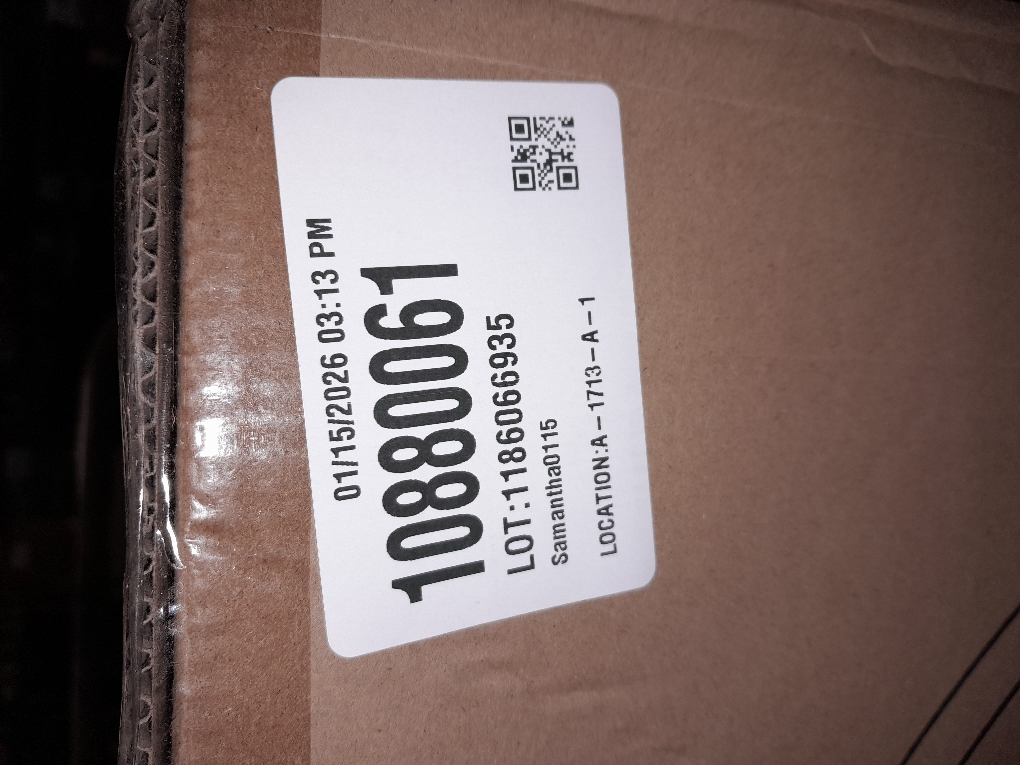 01/15/2026 03:13 PM
10880061
LOT:1186066935
Samantha0115
LOCATION:A-1713-A-1